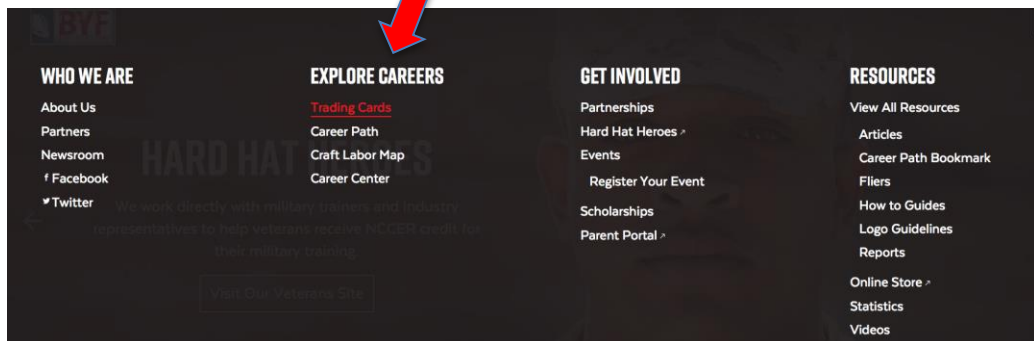 BYF
WHO WE ARE
About Us
Partners
Newsroom
Facebook
Twitter
EXPLORE CAREERS
Trading Cards
Career Path
Craft Labor Map
Career Center
GET INVOLVED
Partnerships
Hard Hat Heroes
Events
Register Your Event
Scholarships
Parent Portal
RESOURCES
View All Resources
Articles
Career Path Bookmark
Fliers
How to Guides
Logo Guidelines
Reports
Online Store
Statistics
Videos
HARD HAT HEROES
We work directly with military trainers and industry
representatives to help veterans receive NCCER credit for
their military training.
Visit Our Veterans Site